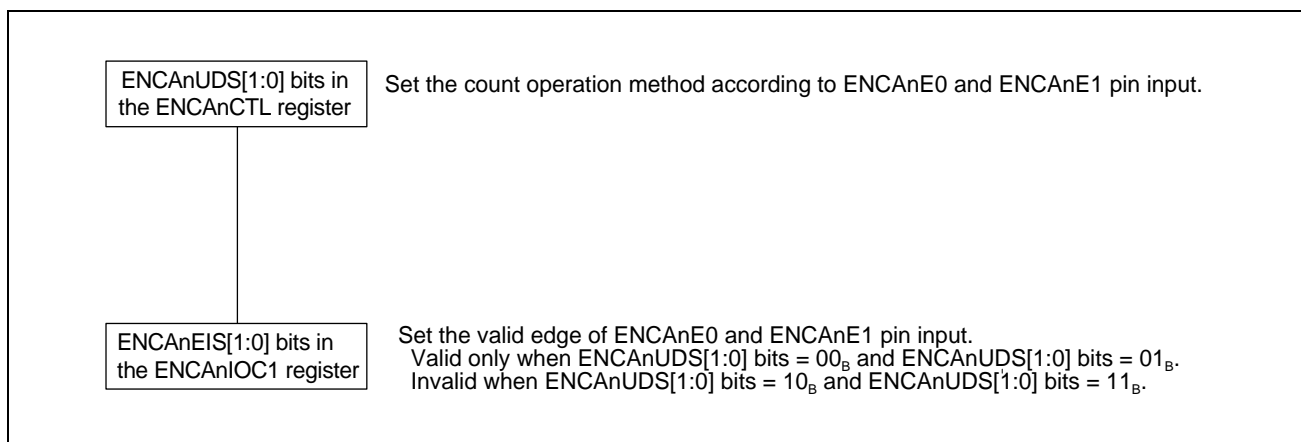 ENCAnUDS[1:0] bits in
the ENCAnCTL register
Set the count operation method according to ENCAnE0 and ENCAnE1 pin input.
ENCAnEIS[1:0] bits in
the ENCAnIOC1 register
Set the valid edge of ENCAnE0 and ENCAnE1 pin input.
Valid only when ENCAnUDS[1:0] bits = 00B and ENCAnUDS[1:0] bits = 01B.
Invalid when ENCAnUDS[1:0] bits = 10B and ENCAnUDS[1:0] bits = 11B.